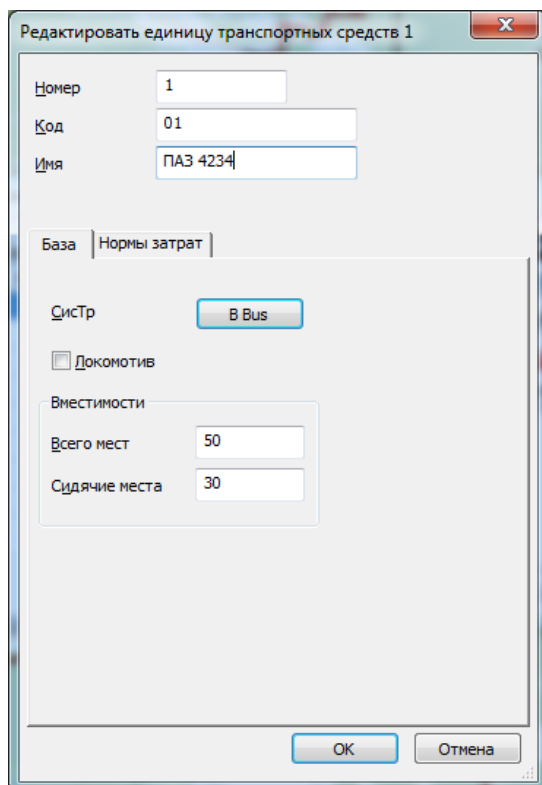 Редактировать единицу транспортных средств 1
Номер 1
Код 01
Имя ПАЗ 4234
База Нормы затрат
СисТр B Bus
Локомотив
Вместимости
Всего мест 50
Сидячие места 30
OK Отмена